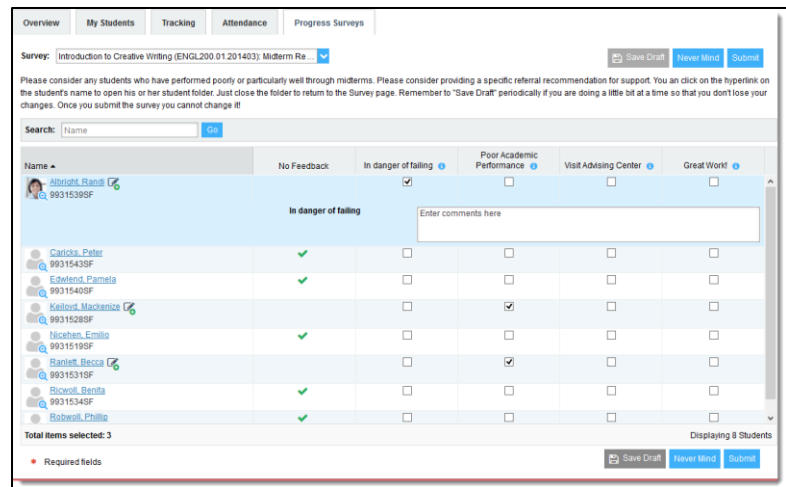 Overview My Students Tracking Attendance Progress Surveys
Survey: Introduction to Creative Writing (ENGL200.01.201403): Midterm Re... Save Draft Never Mind Submit
Please consider any students who have performed poorly or particularly well through midterms. Please consider providing a specific referral recommendation for support. You an click on the hyperlink on
the student's name to open his or her student folder. Just close the folder to return to the Survey page. Remember to "Save Draft" periodically if you are doing a little bit at a time so that you don't lose your
changes. Once you submit the survey you cannot change it!
Search: Name Go
Name No Feedback In danger of failing Poor Academic Performance Visit Advising Center Great Work!
Albright, Randi
9931539SF
In danger of failing Enter comments here
Caricks, Peter
9931543SF
Edwlend, Pamela
9931540SF
Keiloyd, Mackenize
9931528SF
Nicehen, Emilio
9931519SF
Ranlett, Becca
9931531SF
Ricwoll, Benita
9931534SF
Robwoll, Phillip
Total items selected: 3 Displaying 8 Students
* Required fields Save Draft Never Mind Submit